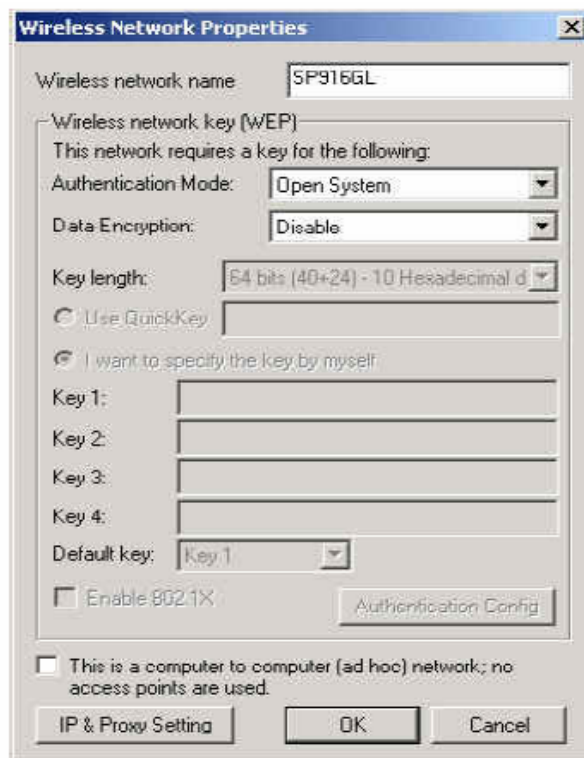 Wireless Network Properties
Wireless network name SP916GL
Wireless network key (WEP)
This network requires a key for the following:
Authentication Mode: Open System
Data Encryption: Disable
Key length: 64 bits (40+24) - 10 Hexadecimal d
Use QuickKey
I want to specify the key by myself
Key 1:
Key 2:
Key 3:
Key 4:
Default key: Key 1
Enable 802.1X Authentication Config
This is a computer to computer (ad hoc) network; no
access points are used.
IP & Proxy Setting OK Cancel